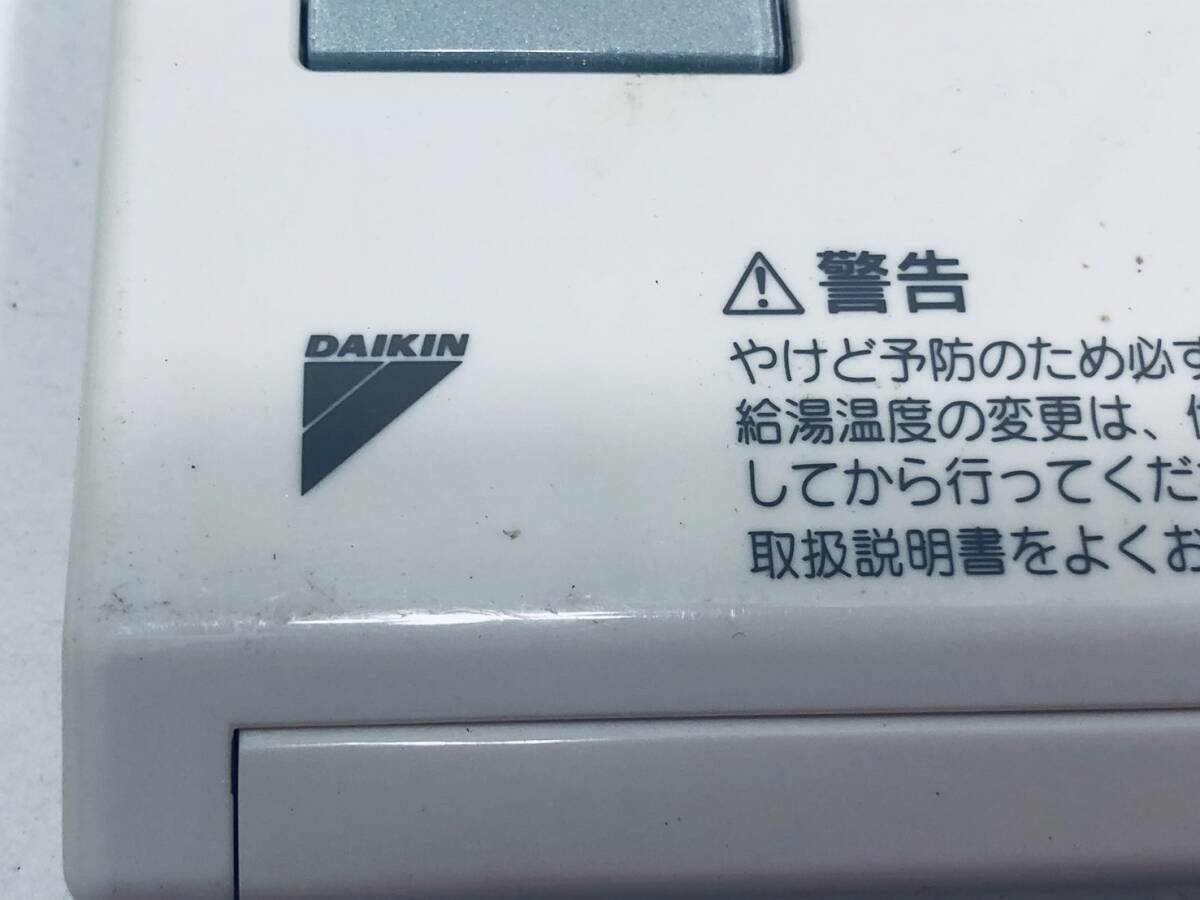 DAIKIN
警告
やけど予防のため必ず
給湯温度の変更は、
してから行ってくだ
取扱説明書をよくお